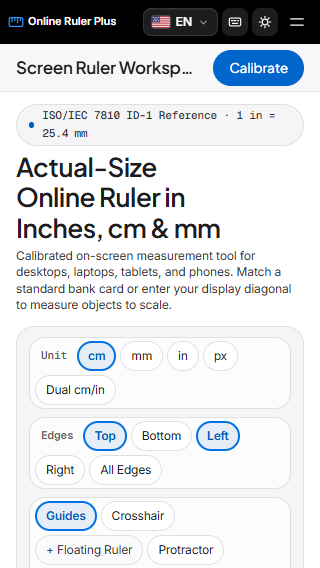 Online Ruler Plus
EN
Screen Ruler Worksp...
Calibrate
ISO/IEC 7810 ID-1 Reference · 1 in =
25.4 mm
Actual-Size
Online Ruler in
Inches, cm & mm
Calibrated on-screen measurement tool for
desktops, laptops, tablets, and phones. Match a
standard bank card or enter your display diagonal
to measure objects to scale.
Unit cm mm in px
Dual cm/in
Edges Top Bottom Left
Right All Edges
Guides Crosshair
+ Floating Ruler Protractor